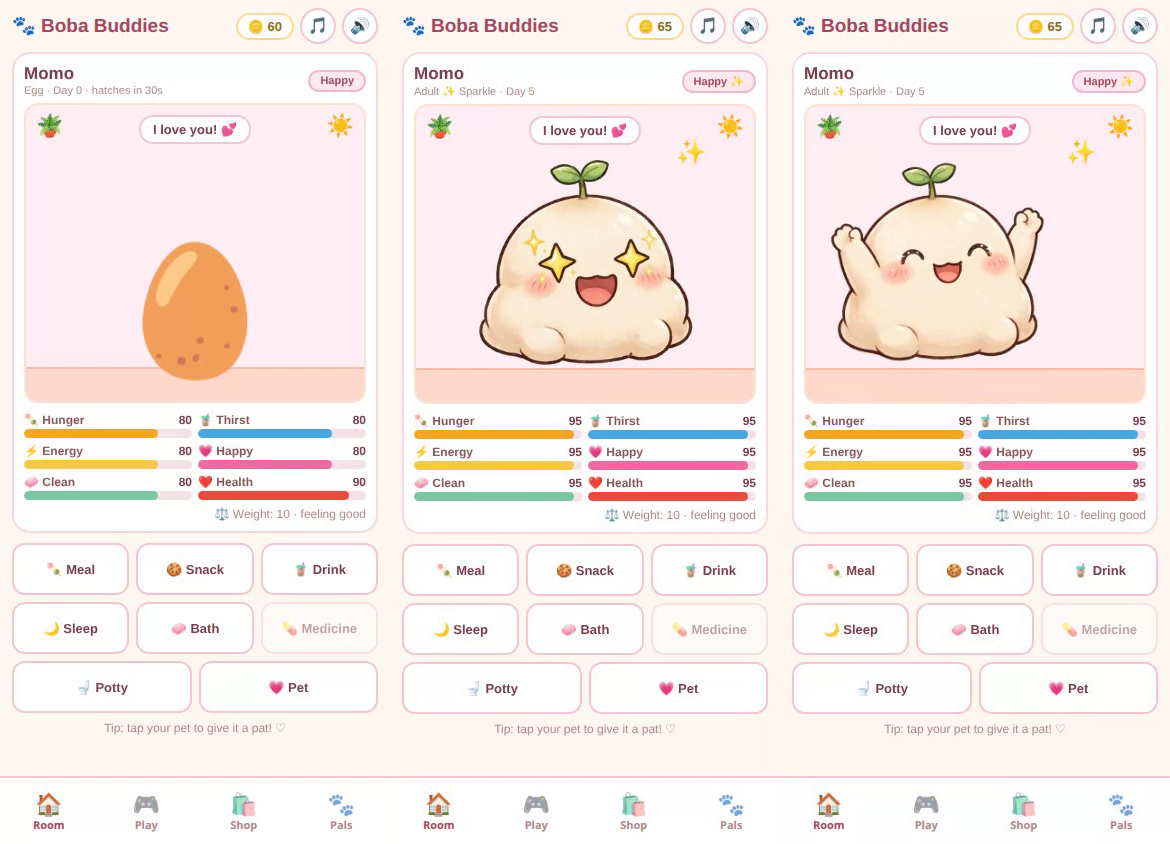 Boba Buddies
60
Momo
Happy
Egg · Day 0 · hatches in 30s
I love you!
Hunger 80
Thirst 80
Energy 80
Happy 80
Clean 80
Health 90
Weight: 10 · feeling good
Meal
Snack
Drink
Sleep
Bath
Medicine
Potty
Pet
Tip: tap your pet to give it a pat! ♡
Room
Play
Shop
Pals
Boba Buddies
65
Momo
Happy ✨
Adult ✨ Sparkle · Day 5
I love you!
Hunger 95
Thirst 95
Energy 95
Happy 95
Clean 95
Health 95
Weight: 10 · feeling good
Meal
Snack
Drink
Sleep
Bath
Medicine
Potty
Pet
Tip: tap your pet to give it a pat! ♡
Room
Play
Shop
Pals
Boba Buddies
65
Momo
Happy ✨
Adult ✨ Sparkle · Day 5
I love you!
Hunger 95
Thirst 95
Energy 95
Happy 95
Clean 95
Health 95
Weight: 10 · feeling good
Meal
Snack
Drink
Sleep
Bath
Medicine
Potty
Pet
Tip: tap your pet to give it a pat! ♡
Room
Play
Shop
Pals